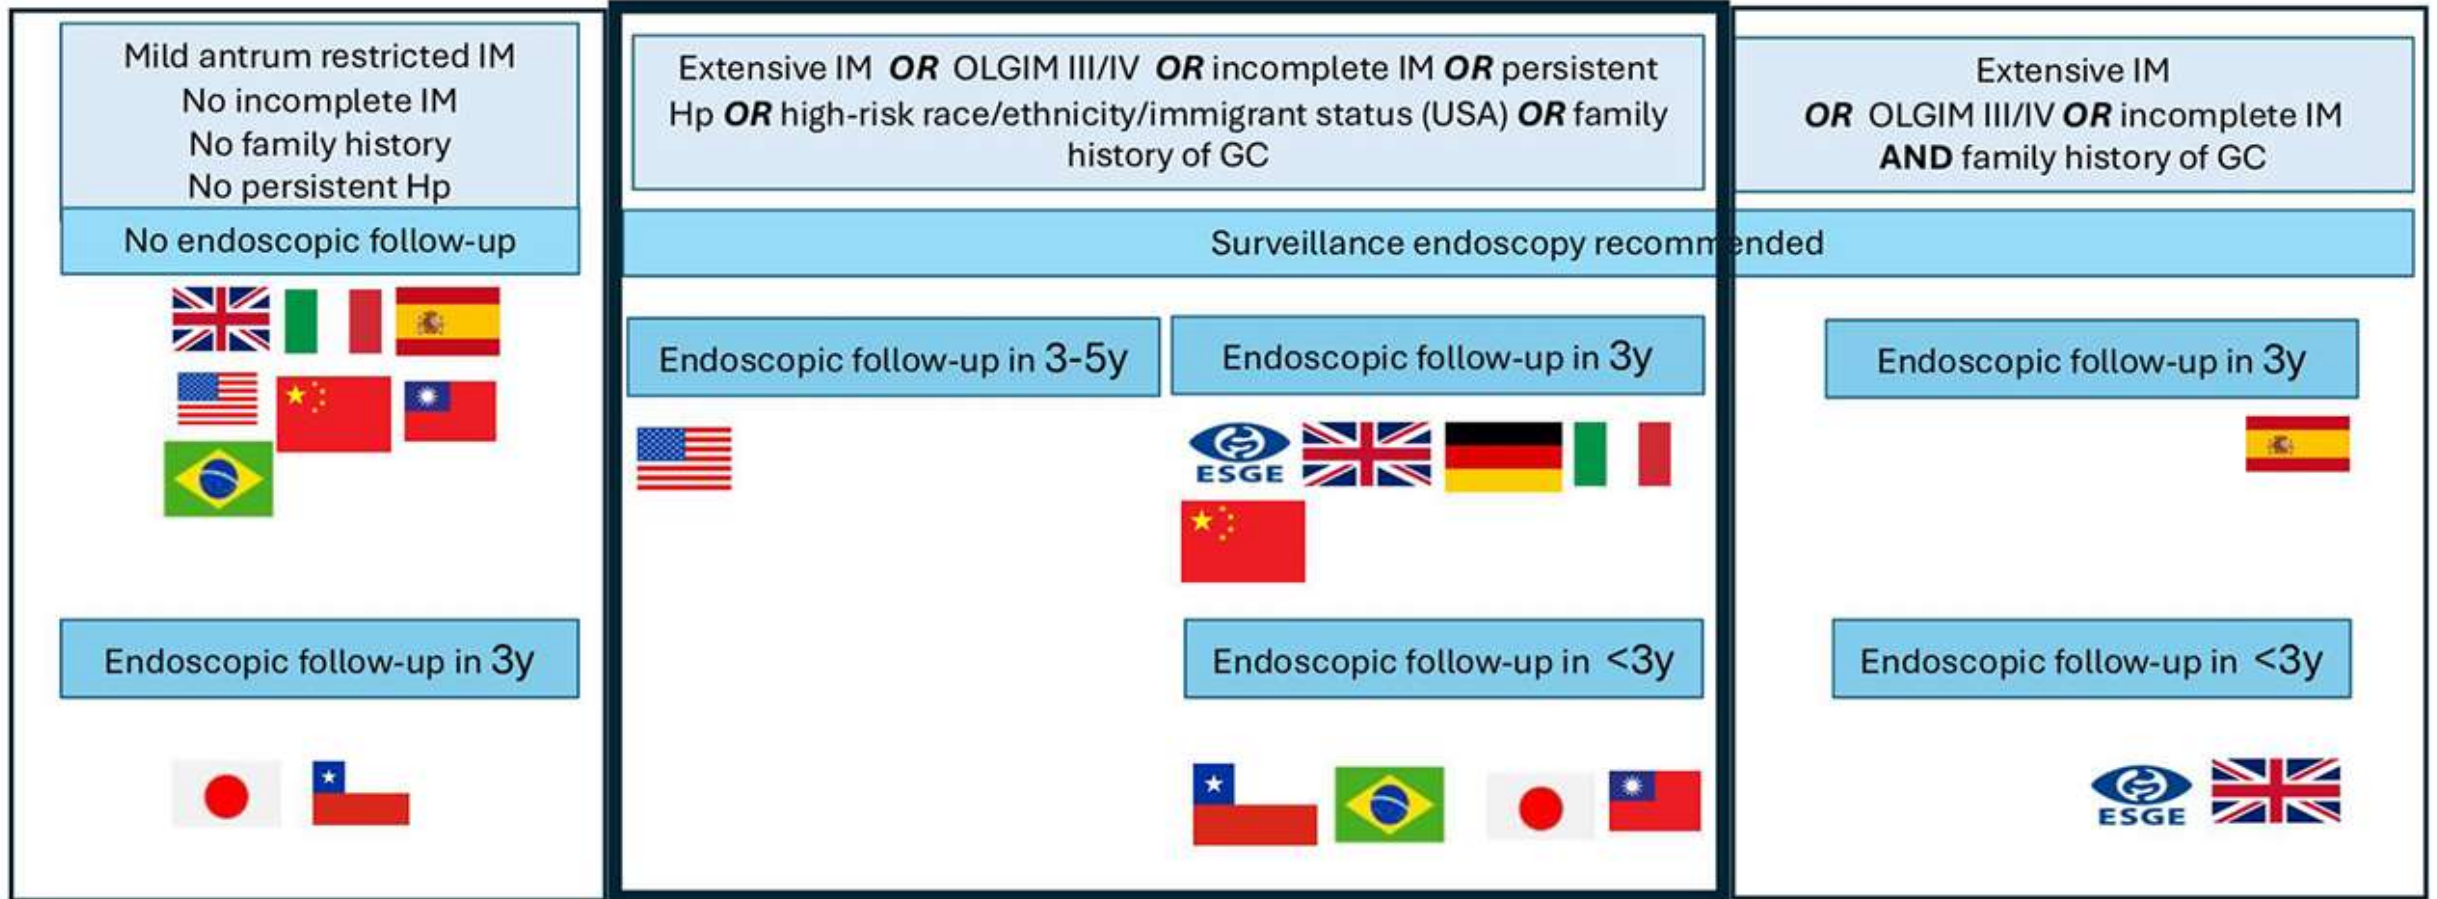 Mild antrum restricted IM
No incomplete IM
No family history
No persistent Hp
No endoscopic follow-up
Endoscopic follow-up in 3y
Extensive IM OR OLGIM III/IV OR incomplete IM OR persistent
Hp OR high-risk race/ethnicity/immigrant status (USA) OR family
history of GC
Extensive IM
OR OLGIM III/IV OR incomplete IM
AND family history of GC
Surveillance endoscopy recommended
Endoscopic follow-up in 3-5y
Endoscopic follow-up in 3y
ESGE
Endoscopic follow-up in <3y
Endoscopic follow-up in 3y
Endoscopic follow-up in <3y
ESGE